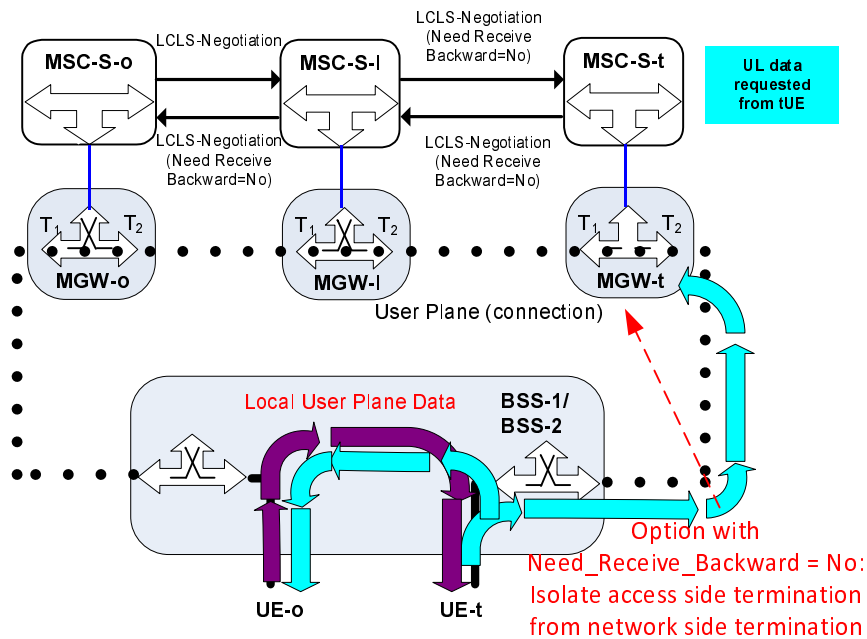 LCLS-Negotiation
LCLS-Negotiation
(Need Receive
Backward=No)
MSC-S-o
MSC-S-I
MSC-S-t
UL data
requested
from tUE
LCLS-Negotiation
(Need Receive
Backward=No)
LCLS-Negotiation
(Need Receive
Backward=No)
T1
T2
T1
T2
T1
T2
MGW-o
MGW-I
MGW-t
User Plane (connection)
Local User Plane Data
BSS-1/
BSS-2
Option with
Need_Receive_Backward = No:
Isolate access side termination
from network side termination
UE-o
UE-t